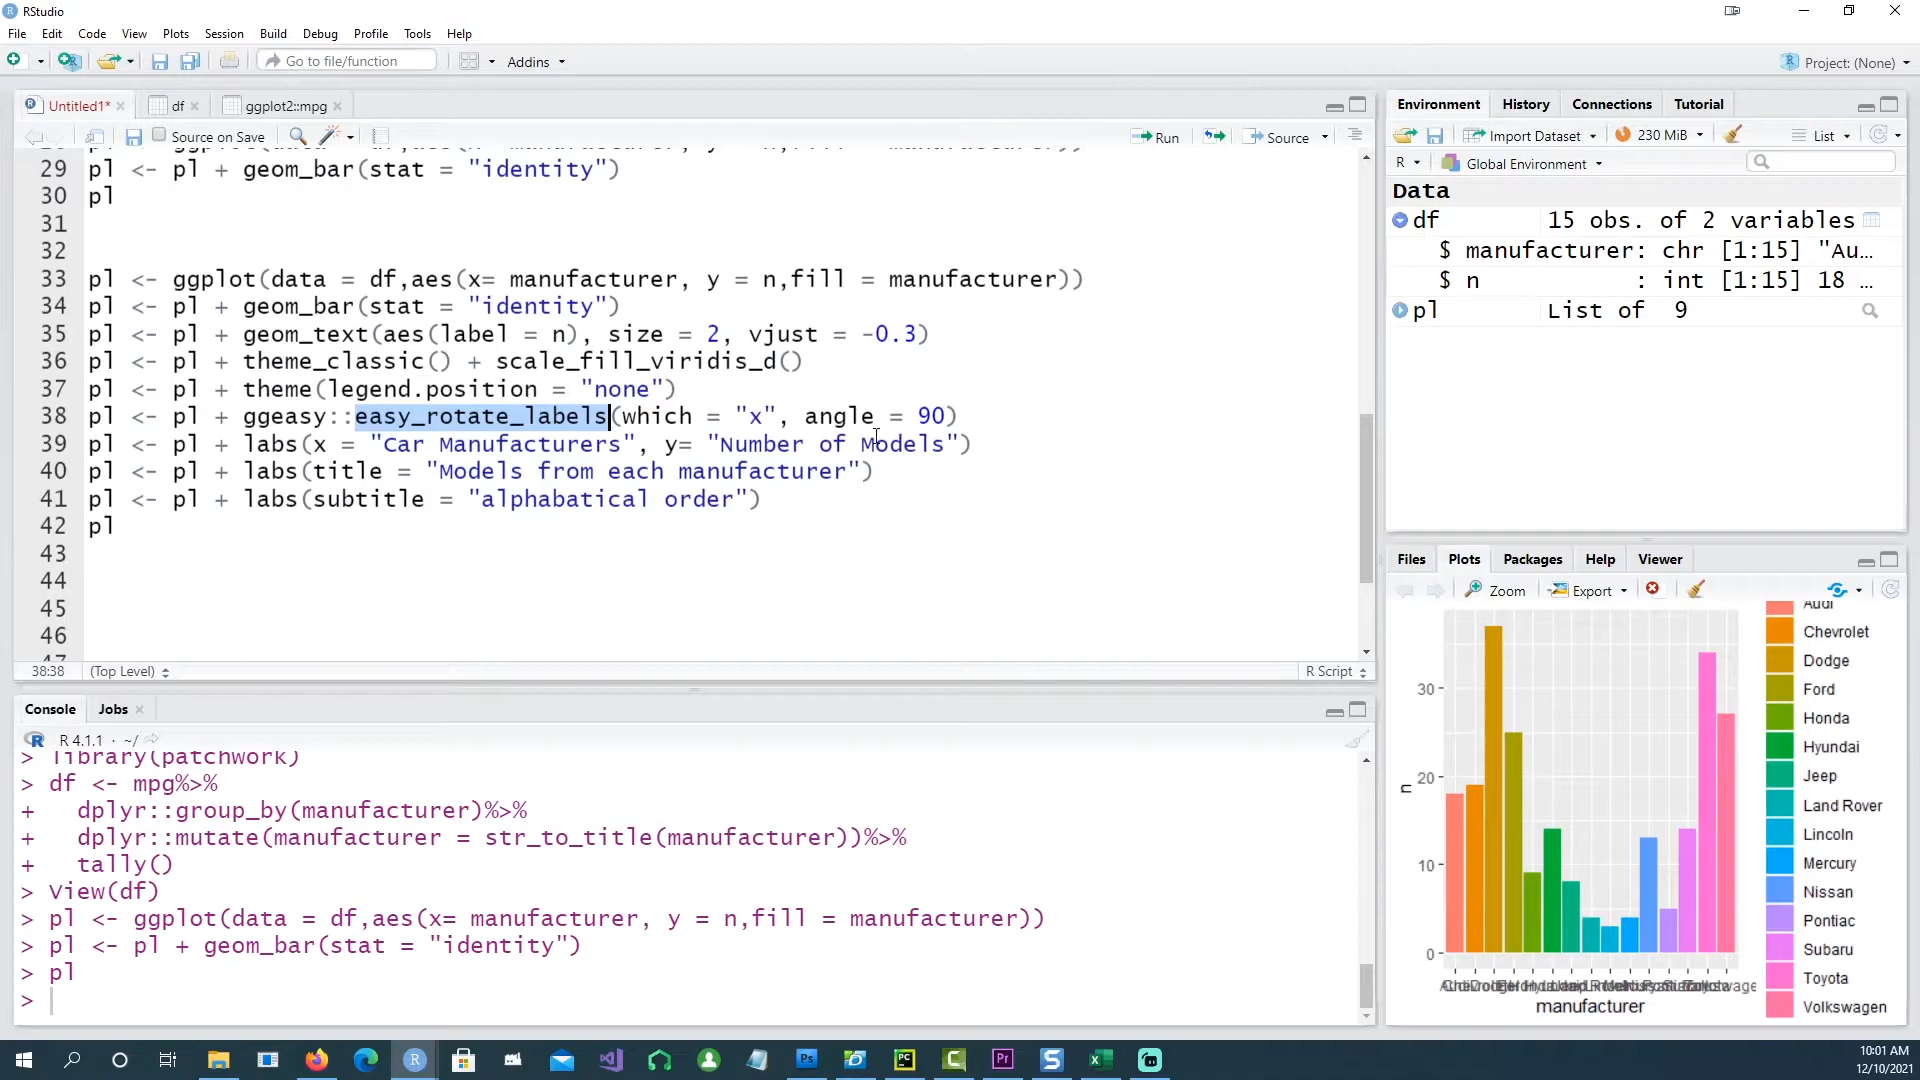 RStudio
File Edit Code View Plots Session Build Debug Profile Tools Help
Go to file/function Addins Project: (None)
Untitled1* df ggplot2::mpg
Source on Save Run Source
29 pl <- pl + geom_bar(stat = "identity")
30 pl
31
32
33 pl <- ggplot(data = df,aes(x= manufacturer, y = n,fill = manufacturer))
34 pl <- pl + geom_bar(stat = "identity")
35 pl <- pl + geom_text(aes(label = n), size = 2, vjust = -0.3)
36 pl <- pl + theme_classic() + scale_fill_viridis_d()
37 pl <- pl + theme(legend.position = "none")
38 pl <- pl + ggeasy::easy_rotate_labels(which = "x", angle = 90)
39 pl <- pl + labs(x = "Car Manufacturers", y= "Number of Models")
40 pl <- pl + labs(title = "Models from each manufacturer")
41 pl <- pl + labs(subtitle = "alphabatical order")
42 pl
43
44
45
46
47
38:38 (Top Level) R Script
Console Jobs
R 4.1.1 · ~/
> library(patchwork)
> df <- mpg%>%
+ dplyr::group_by(manufacturer)%>%
+ dplyr::mutate(manufacturer = str_to_title(manufacturer))%>%
+ tally()
> View(df)
> pl <- ggplot(data = df,aes(x= manufacturer, y = n,fill = manufacturer))
> pl <- pl + geom_bar(stat = "identity")
> pl
>
Environment History Connections Tutorial
Import Dataset 230 MiB List
R Global Environment
Data
df 15 obs. of 2 variables
$ manufacturer: chr [1:15] "Au...
$ n : int [1:15] 18 ...
pl List of 9
Files Plots Packages Help Viewer
Zoom Export
n
30
20
10
0
manufacturer
Audi
Chevrolet
Dodge
Ford
Honda
Hyundai
Jeep
Land Rover
Lincoln
Mercury
Nissan
Pontiac
Subaru
Toyota
Volkswagen
10:01 AM
12/10/2021